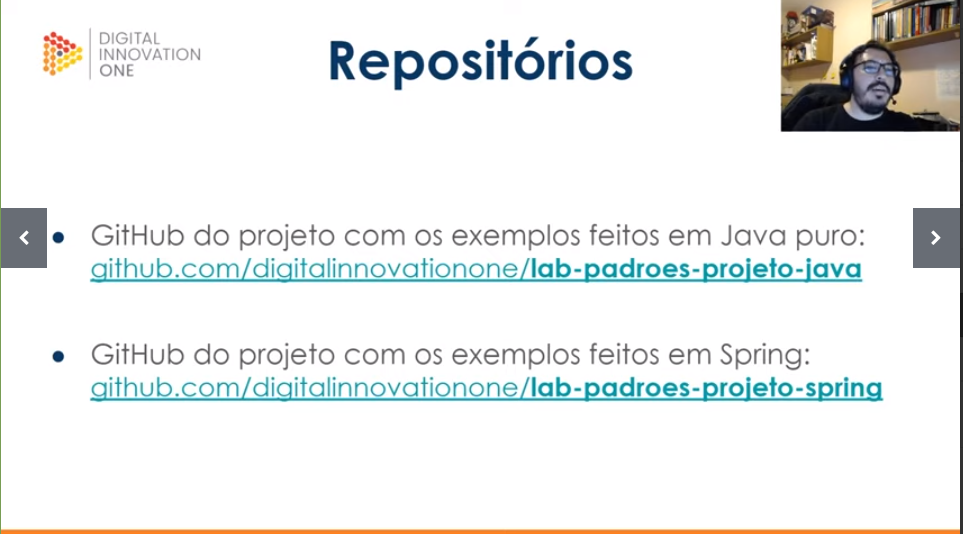 DIGITAL
INNOVATION
ONE
Repositórios
GitHub do projeto com os exemplos feitos em Java puro:
github.com/digitalinnovationone/lab-padroes-projeto-java
GitHub do projeto com os exemplos feitos em Spring:
github.com/digitalinnovationone/lab-padroes-projeto-spring